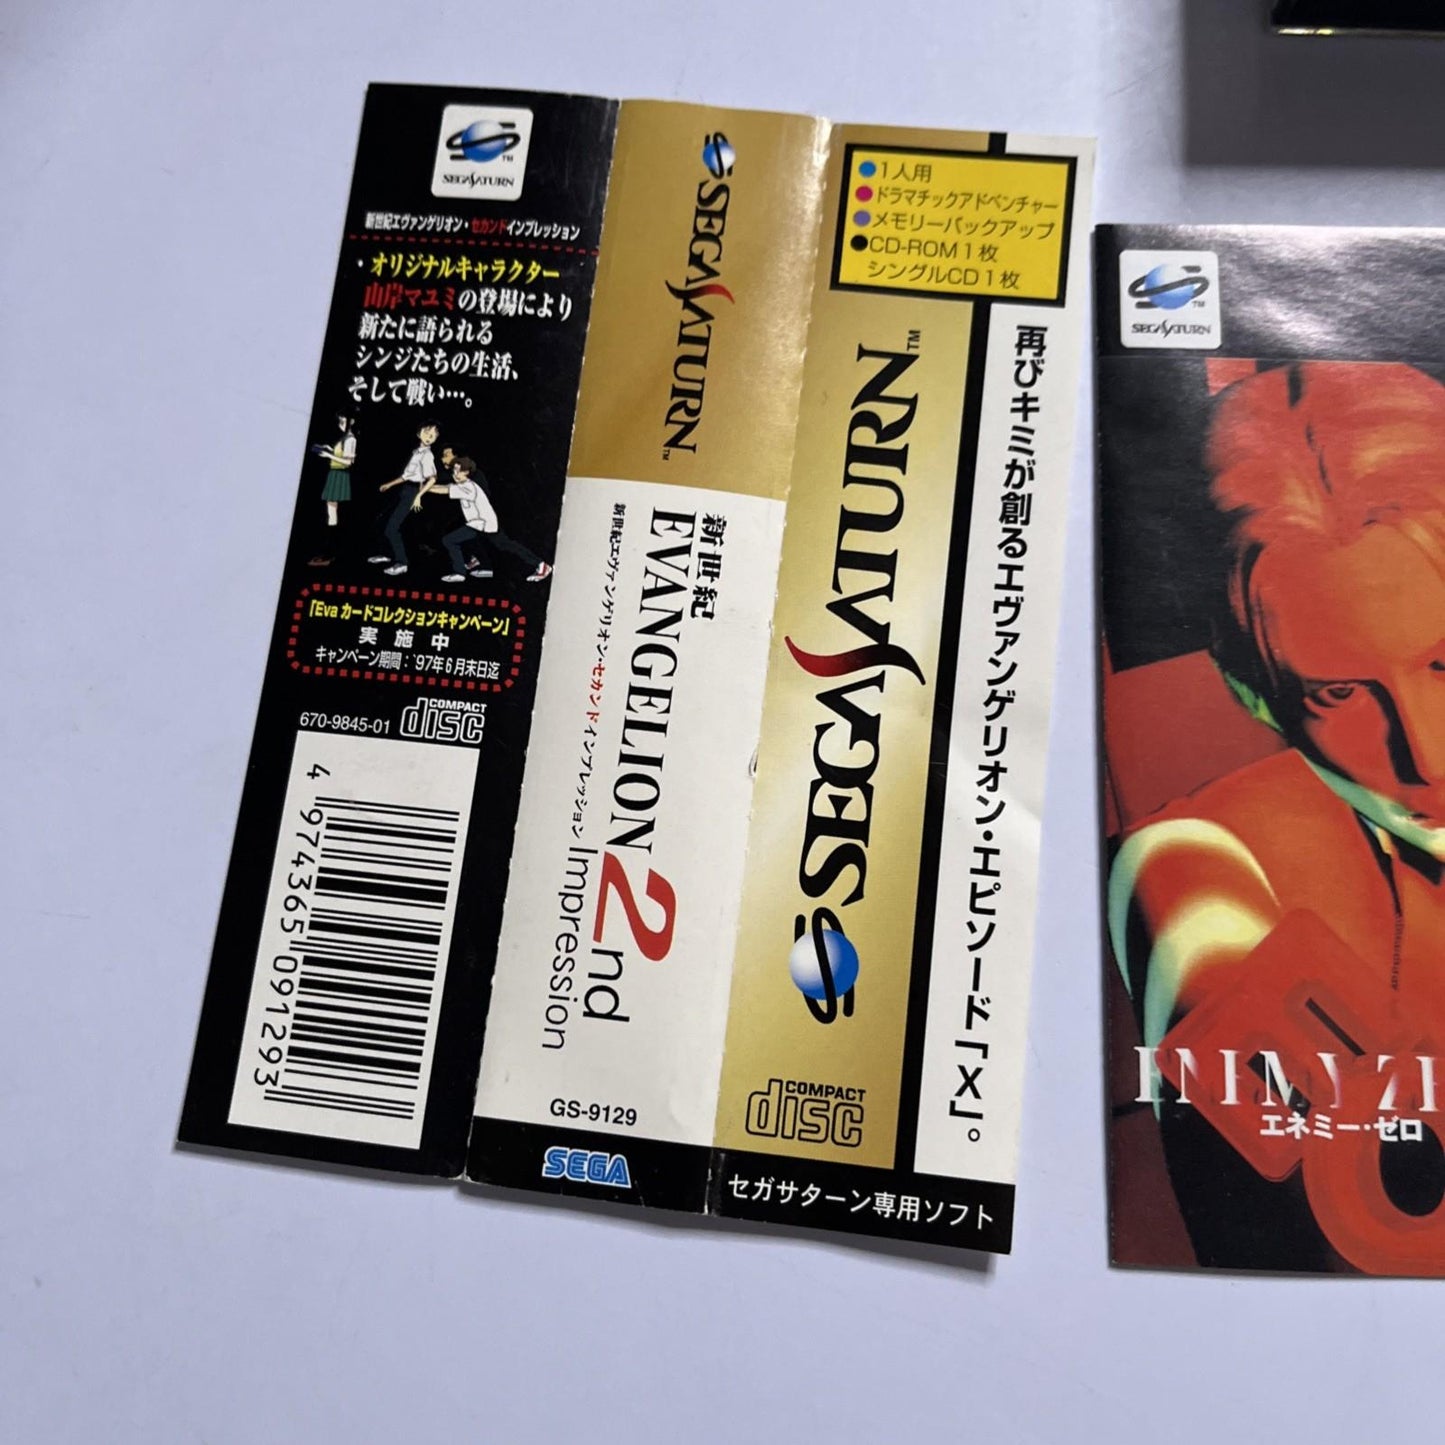 SEGA SATURN
TM
新世紀エヴァンゲリオン・セカンドインプレッション
・オリジナルキャラクター
山岸マユミの登場により
新たに語られる
シンジたちの生活、
そして戦い…。
「Eva カードコレクションキャンペーン」
実施中
キャンペーン期間：'97年6月末日迄
670-9845-01
COMPACT
disc
4 974365 091293
SEGA SATURN
TM
新世紀
EVANGELION
新世紀エヴァンゲリオン・セカンドインプレッション
2nd
Impression
GS-9129
SEGA
●1人用
●ドラマチックアドベンチャー
●メモリーバックアップ
●CD-ROM1枚
シングルCD1枚
SEGA SATURN
TM
COMPACT
disc
再びキミが創るエヴァンゲリオン・エピソード「X」。
セガサターン専用ソフト
SEGA SATURN
TM
エネミー・ゼロ